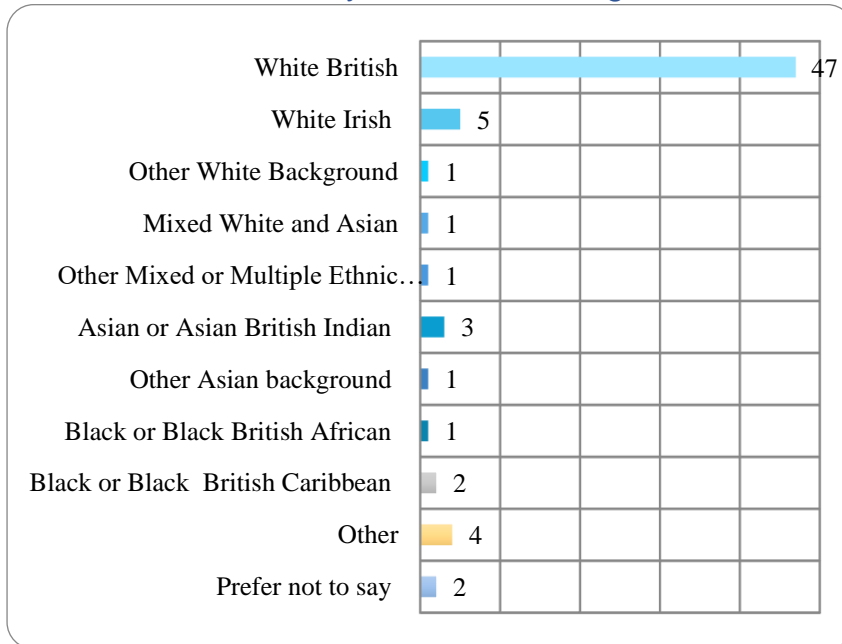 White British 47
White Irish 5
Other White Background 1
Mixed White and Asian 1
Other Mixed or Multiple Ethnic… 1
Asian or Asian British Indian 3
Other Asian background 1
Black or Black British African 1
Black or Black  British Caribbean 2
Other 4
Prefer not to say 2